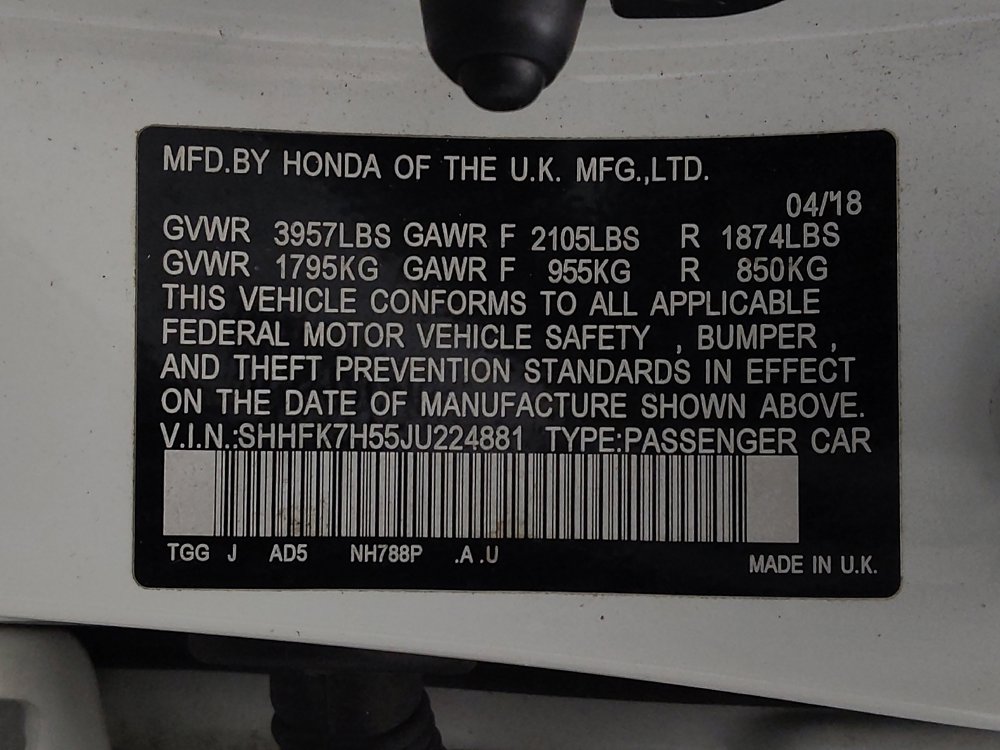 MFD.BY HONDA OF THE U.K. MFG.,LTD.
04/'18
GVWR 3957LBS GAWR F 2105LBS R 1874LBS
GVWR 1795KG GAWR F 955KG R 850KG
THIS VEHICLE CONFORMS TO ALL APPLICABLE
FEDERAL MOTOR VEHICLE SAFETY , BUMPER ,
AND THEFT PREVENTION STANDARDS IN EFFECT
ON THE DATE OF MANUFACTURE SHOWN ABOVE.
V.I.N.:SHHFK7H55JU224881 TYPE:PASSENGER CAR
TGG J AD5 NH788P .A .U
MADE IN U.K.